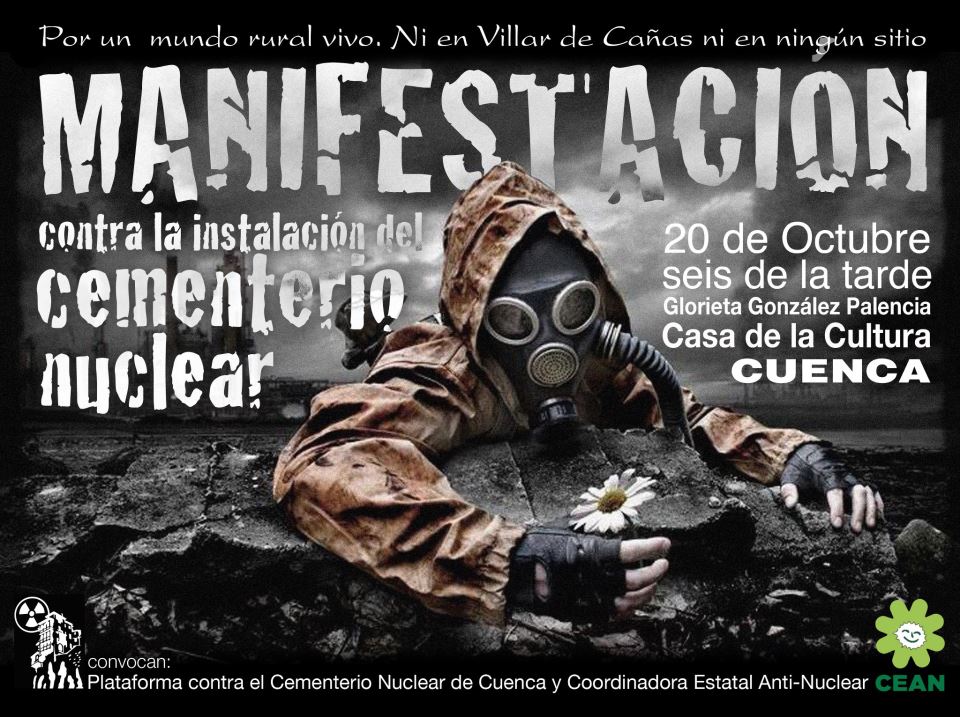 Por un mundo rural vivo. Ni en Villar de Cañas ni en ningún sitio
MANIFESTACIÓN
contra la instalación del
cementerio
nuclear
20 de Octubre
seis de la tarde
Glorieta González Palencia
Casa de la Cultura
CUENCA
convocan:
Plataforma contra el Cementerio Nuclear de Cuenca y Coordinadora Estatal Anti-Nuclear
CEAN